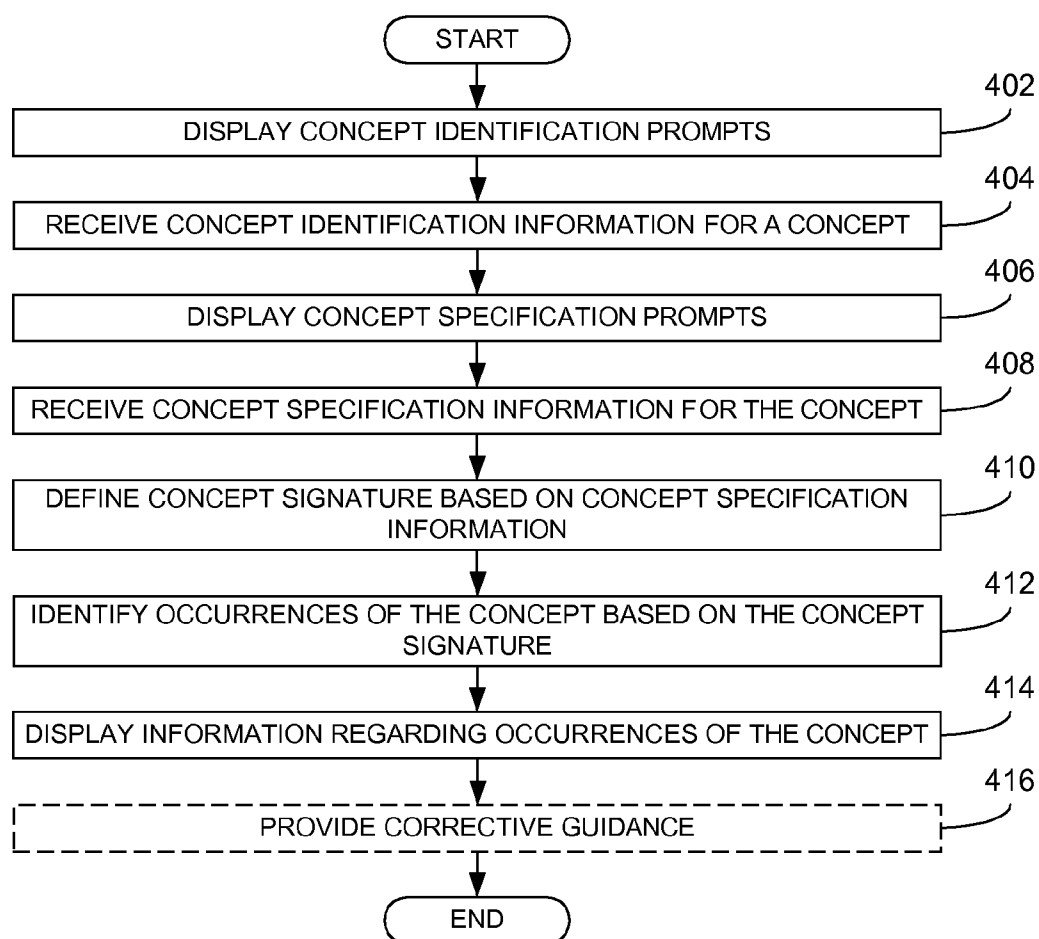 START
402
DISPLAY CONCEPT IDENTIFICATION PROMPTS
404
RECEIVE CONCEPT IDENTIFICATION INFORMATION FOR A CONCEPT
406
DISPLAY CONCEPT SPECIFICATION PROMPTS
408
RECEIVE CONCEPT SPECIFICATION INFORMATION FOR THE CONCEPT
410
DEFINE CONCEPT SIGNATURE BASED ON CONCEPT SPECIFICATION
INFORMATION
412
IDENTIFY OCCURRENCES OF THE CONCEPT BASED ON THE CONCEPT
SIGNATURE
414
DISPLAY INFORMATION REGARDING OCCURRENCES OF THE CONCEPT
416
PROVIDE CORRECTIVE GUIDANCE
END